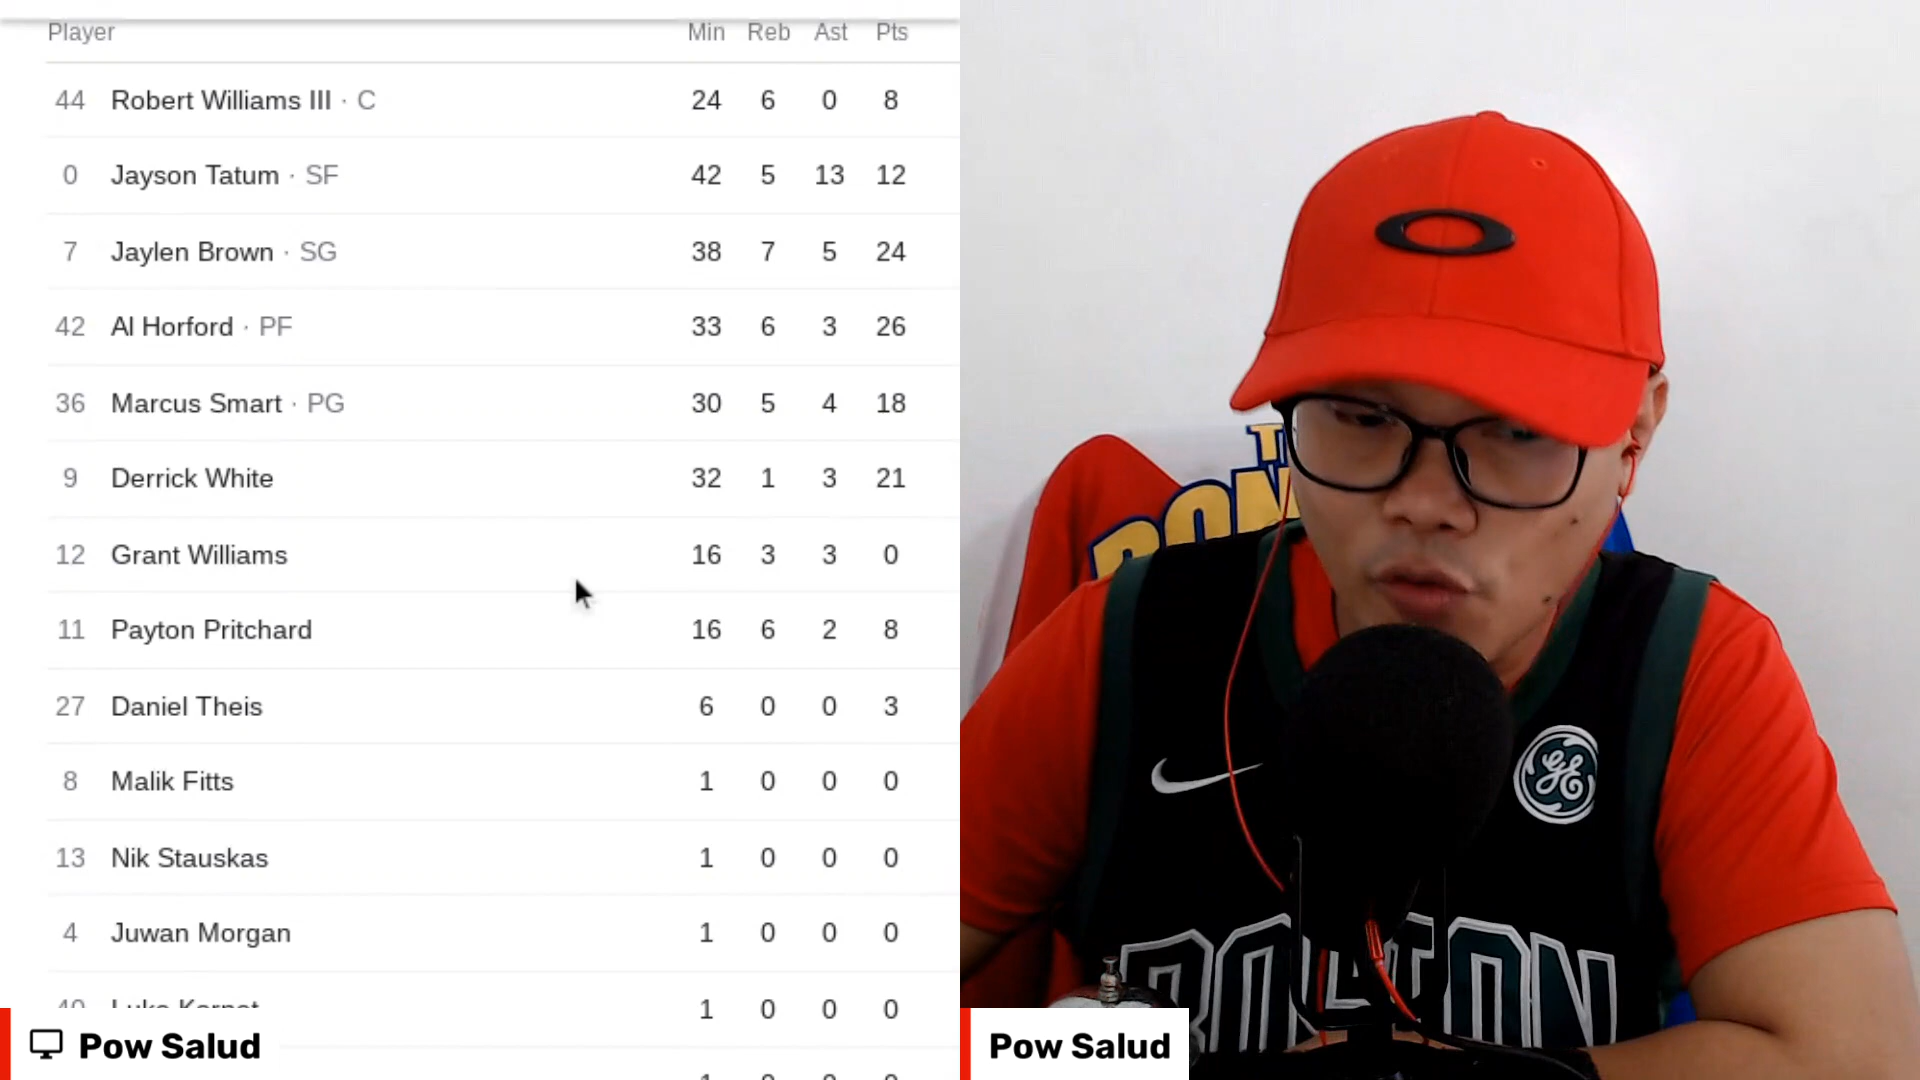 Player Min Reb Ast Pts
44 Robert Williams III · C 24 6 0 8
0 Jayson Tatum · SF 42 5 13 12
7 Jaylen Brown · SG 38 7 5 24
42 Al Horford · PF 33 6 3 26
36 Marcus Smart · PG 30 5 4 18
9 Derrick White 32 1 3 21
12 Grant Williams 16 3 3 0
11 Payton Pritchard 16 6 2 8
27 Daniel Theis 6 0 0 3
8 Malik Fitts 1 0 0 0
13 Nik Stauskas 1 0 0 0
4 Juwan Morgan 1 0 0 0
40 Luke Kornet 1 0 0 0
Pow Salud
GE
BOSTON
Pow Salud